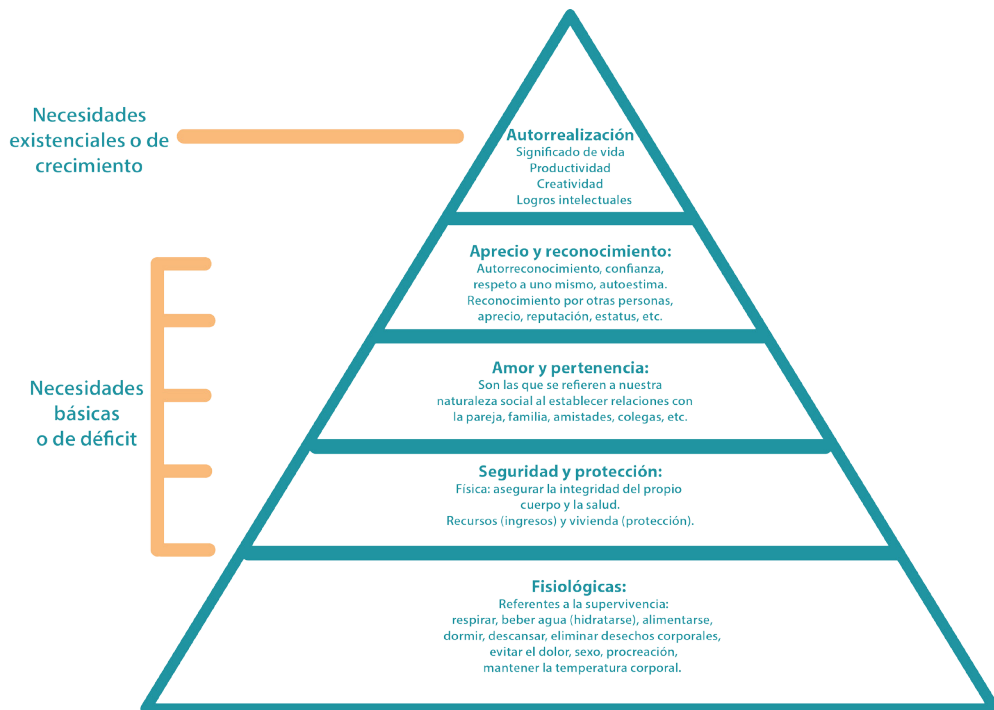 Necesidades
existenciales o de
crecimiento
Autorrealización
Significado de vida
Productividad
Creatividad
Logros intelectuales
Aprecio y reconocimiento:
Autorreconocimiento, confianza,
respeto a uno mismo, autoestima.
Reconocimiento por otras personas,
aprecio, reputación, estatus, etc.
Necesidades
básicas
o de déficit
Amor y pertenencia:
Son las que se refieren a nuestra
naturaleza social al establecer relaciones con
la pareja, familia, amistades, colegas, etc.
Seguridad y protección:
Física: asegurar la integridad del propio
cuerpo y la salud.
Recursos (ingresos) y vivienda (protección).
Fisiológicas:
Referentes a la supervivencia:
respirar, beber agua (hidratarse), alimentarse,
dormir, descansar, eliminar desechos corporales,
evitar el dolor, sexo, procreación,
mantener la temperatura corporal.